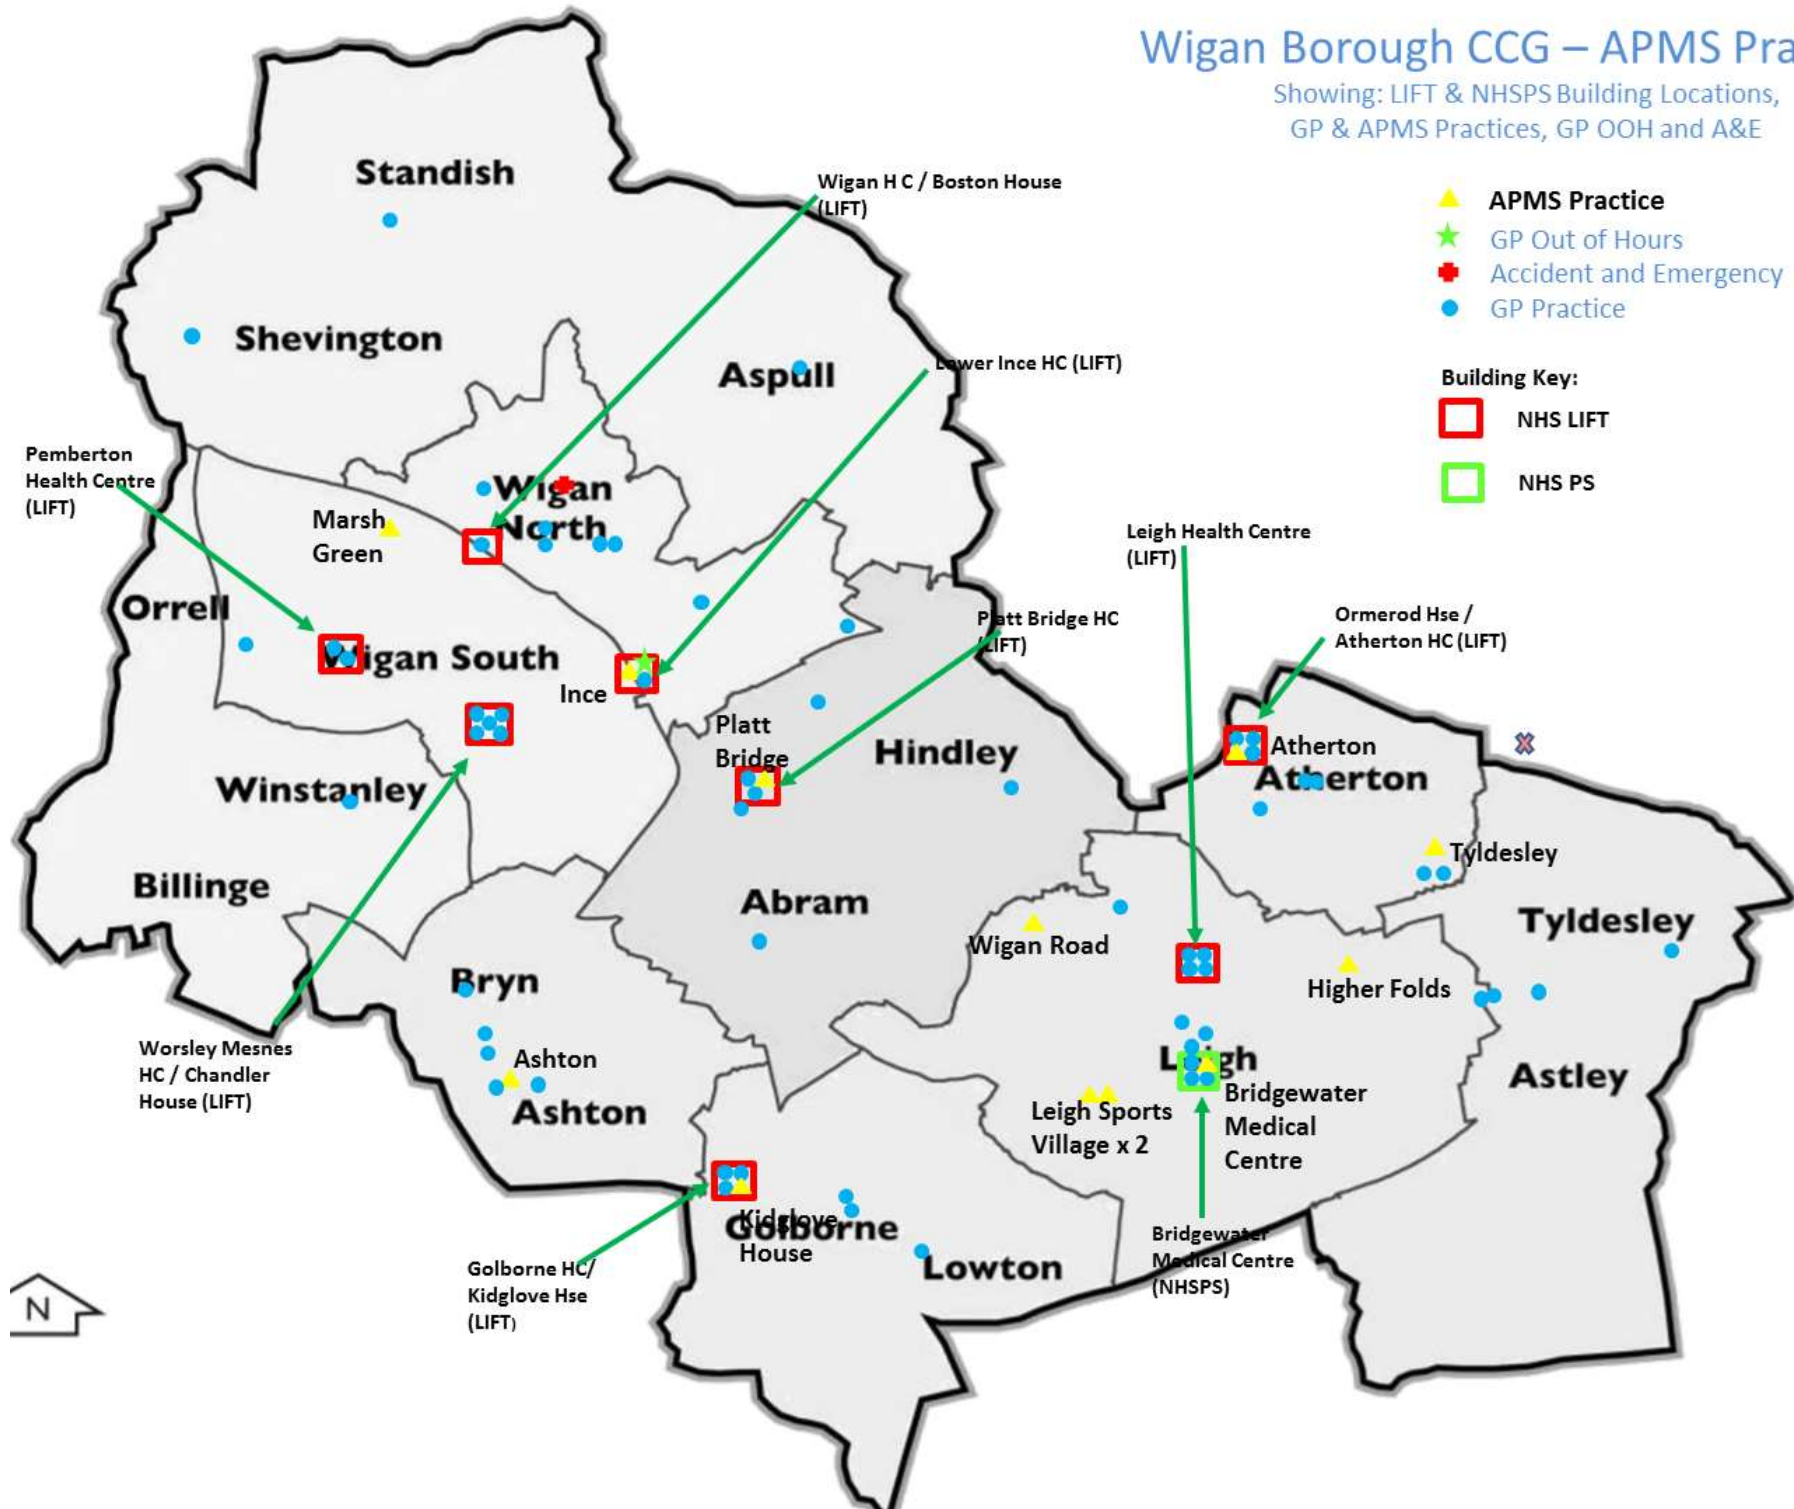 Wigan Borough CCG – APMS Pra
Showing: LIFT & NHSPS Building Locations,
GP & APMS Practices, GP OOH and A&E
APMS Practice
GP Out of Hours
Accident and Emergency
GP Practice
Building Key:
NHS LIFT
NHS PS
Standish
Wigan H C / Boston House
(LIFT)
Shevington
Aspull
Lower Ince HC (LIFT)
Pemberton
Health Centre
(LIFT)
Wigan
North
Marsh
Green
Leigh Health Centre
(LIFT)
Orrell
Platt Bridge HC
(LIFT)
Ormerod Hse /
Atherton HC (LIFT)
Wigan South
Ince
Platt
Bridge
Hindley
Atherton
Atherton
Winstanley
Tyldesley
Billinge
Abram
Tyldesley
Wigan Road
Bryn
Higher Folds
Worsley Mesnes
HC / Chandler
House (LIFT)
Ashton
Ashton
Leigh
Astley
Leigh Sports
Village x 2
Bridgewater
Medical
Centre
Kidglove
House
Golborne
Lowton
Bridgewater
Medical Centre
(NHSPS)
Golborne HC/
Kidglove Hse
(LIFT)
N